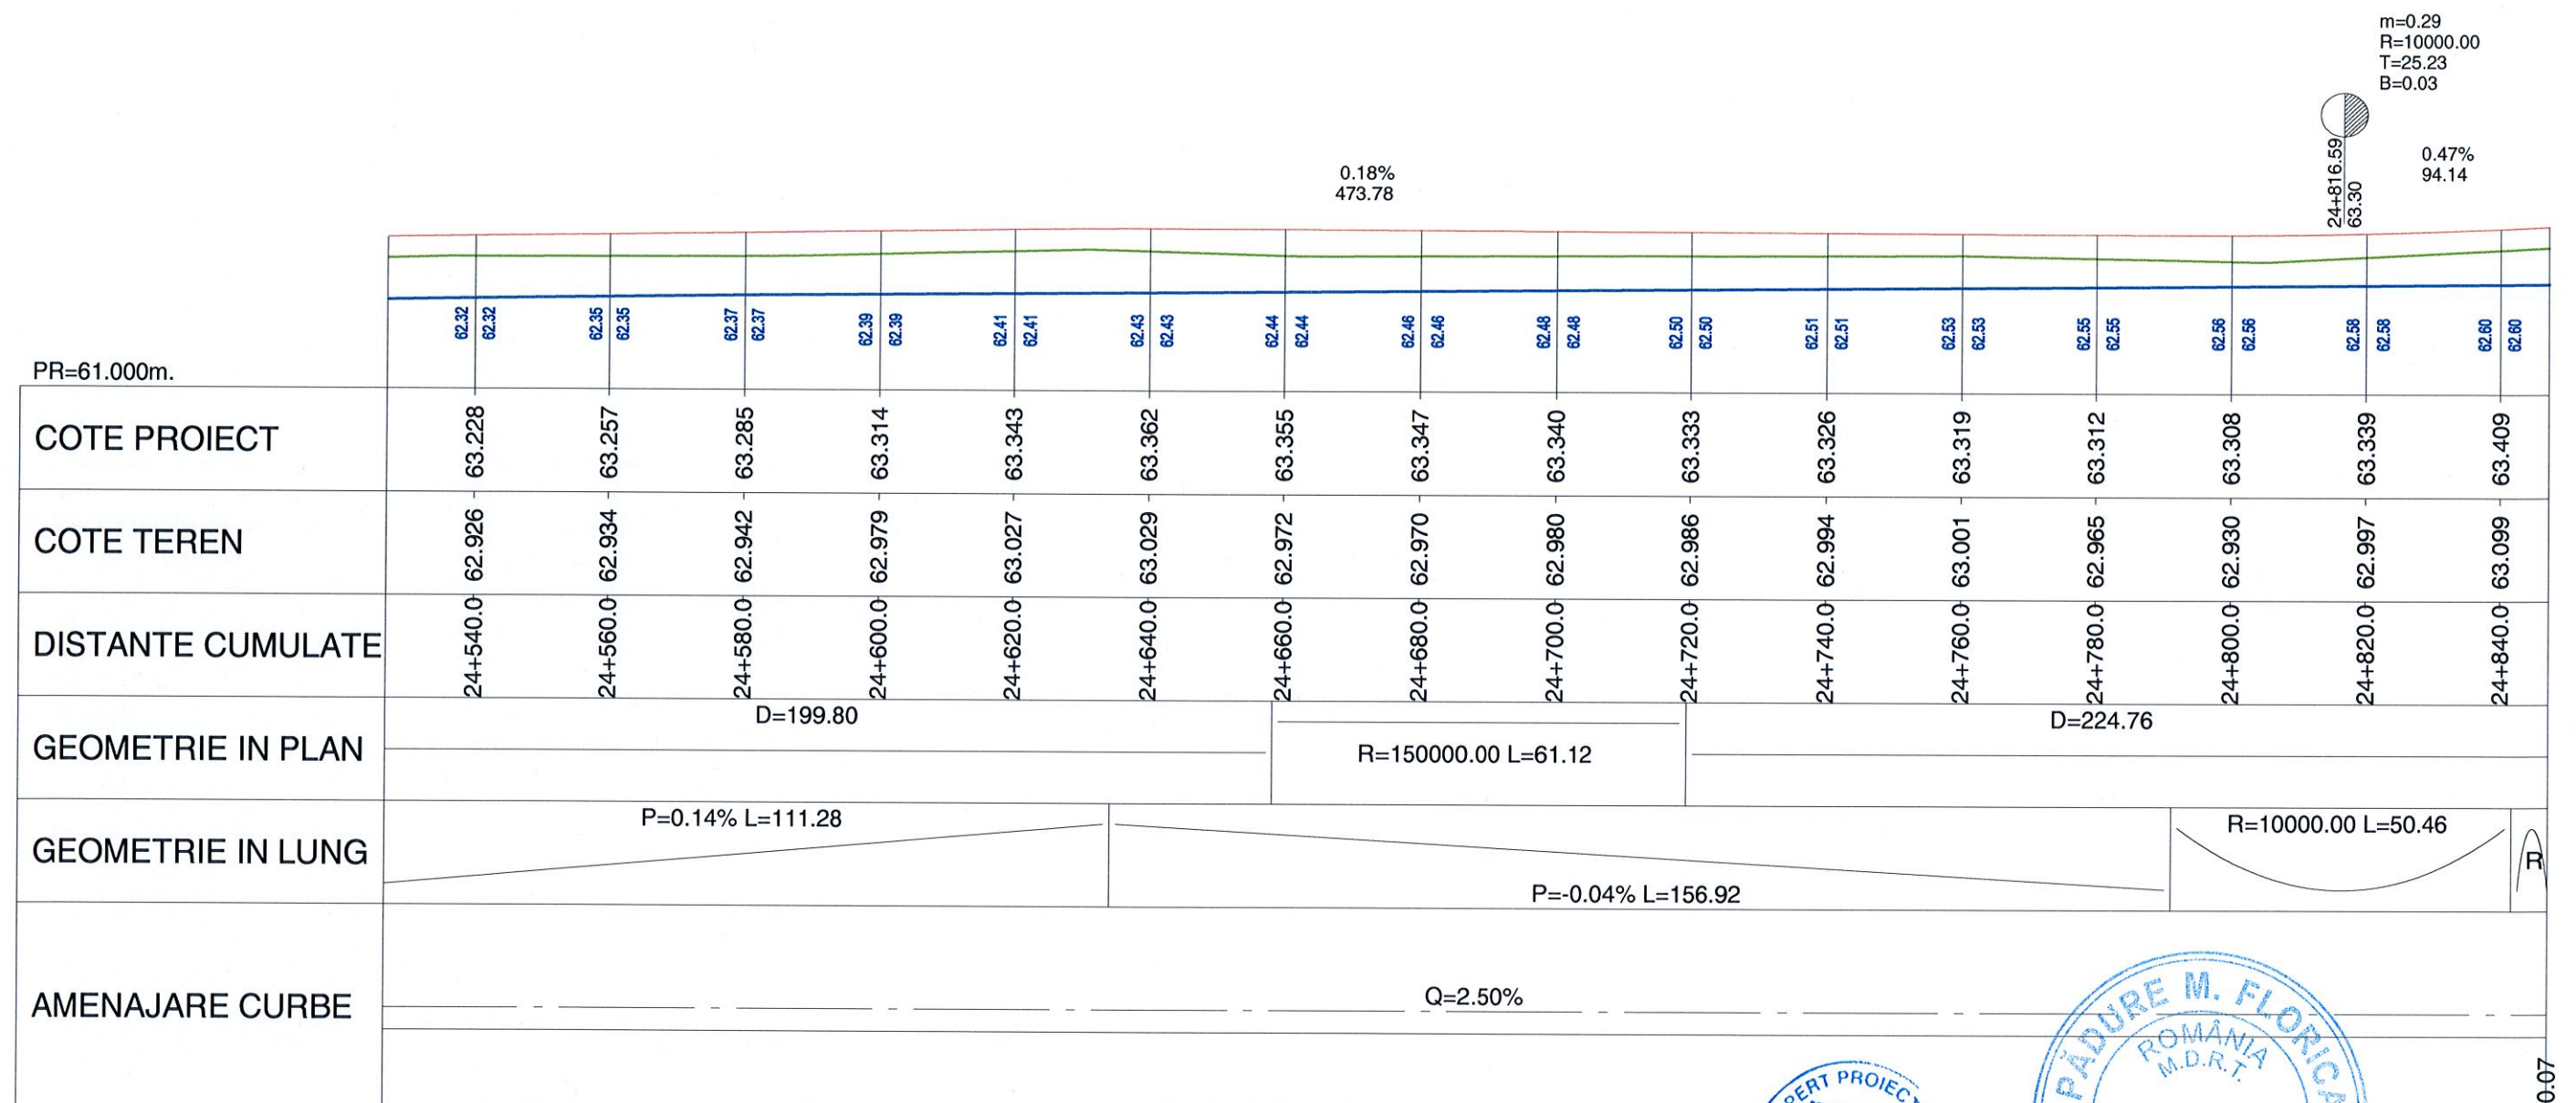 m=0.29
R=10000.00
T=25.23
B=0.03
24+816.59
63.30
0.18%
473.78
0.47%
94.14
62.32 62.32 62.35 62.35 62.37 62.37 62.39 62.39 62.41 62.41 62.43 62.43 62.44 62.44 62.46 62.46 62.48 62.48 62.50 62.50 62.51 62.51 62.53 62.53 62.55 62.55 62.56 62.56 62.58 62.58 62.60 62.60
PR=61.000m.
COTE PROIECT 63.228 63.257 63.285 63.314 63.343 63.362 63.355 63.347 63.340 63.333 63.326 63.319 63.312 63.308 63.339 63.409
COTE TEREN 62.926 62.934 62.942 62.979 63.027 63.029 62.972 62.970 62.980 62.986 62.994 63.001 62.965 62.930 62.997 63.099
DISTANTE CUMULATE 24+540.0 24+560.0 24+580.0 24+600.0 24+620.0 24+640.0 24+660.0 24+680.0 24+700.0 24+720.0 24+740.0 24+760.0 24+780.0 24+800.0 24+820.0 24+840.0
GEOMETRIE IN PLAN D=199.80 R=150000.00 L=61.12 D=224.76
GEOMETRIE IN LUNG P=0.14% L=111.28 P=-0.04% L=156.92 R=10000.00 L=50.46 R
AMENAJARE CURBE Q=2.50%
PĂDURE M. FLORICA
ROMÂNIA
M.D.R.T.